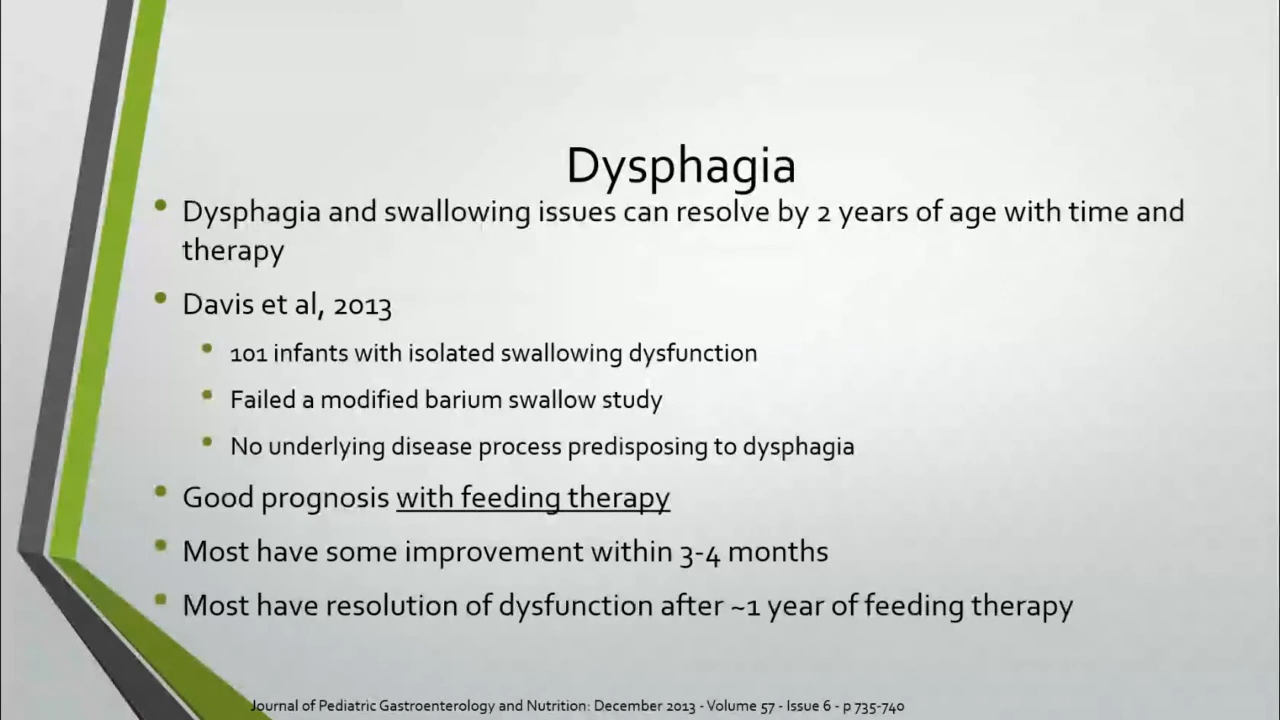 Dysphagia
Dysphagia and swallowing issues can resolve by 2 years of age with time and
therapy
Davis et al, 2013
101 infants with isolated swallowing dysfunction
Failed a modified barium swallow study
No underlying disease process predisposing to dysphagia
Good prognosis with feeding therapy
Most have some improvement within 3-4 months
Most have resolution of dysfunction after ~1 year of feeding therapy
Journal of Pediatric Gastroenterology and Nutrition: December 2013 - Volume 57 - Issue 6 - p 735-740